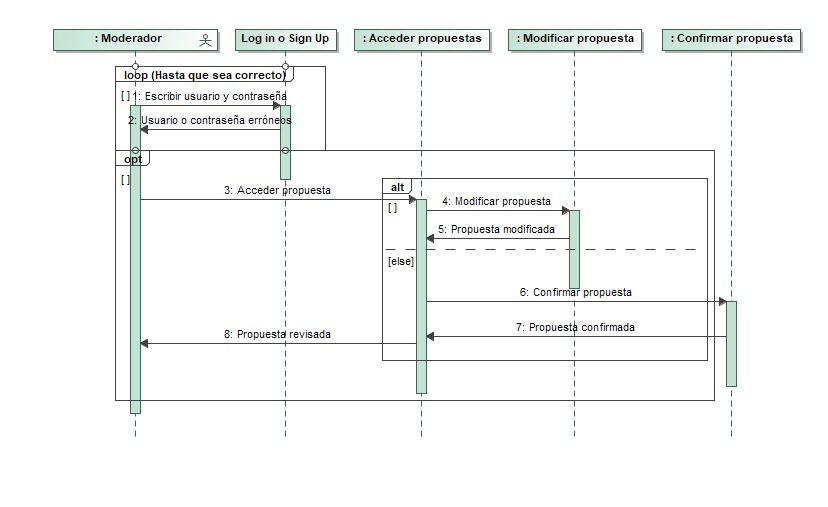 : Moderador
Log in o Sign Up
: Acceder propuestas
: Modificar propuesta
: Confirmar propuesta
loop (Hasta que sea correcto)
[ ]
1: Escribir usuario y contraseña
2: Usuario o contraseña erróneos
opt
[ ]
3: Acceder propuesta
alt
[ ]
4: Modificar propuesta
5: Propuesta modificada
[else]
6: Confirmar propuesta
7: Propuesta confirmada
8: Propuesta revisada